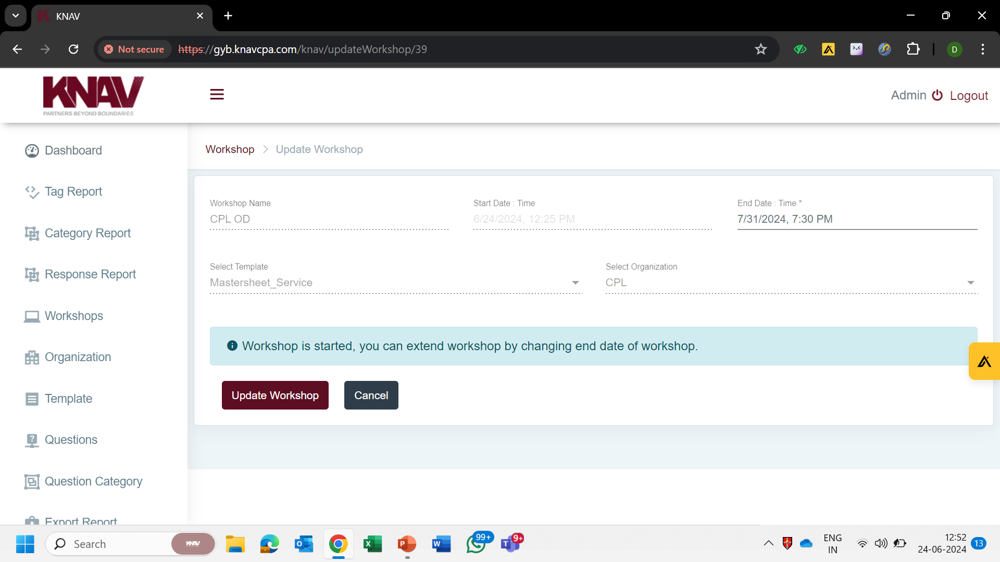 KNAV
Not secure https://gyb.knavcpa.com/knav/updateWorkshop/39
D
KNAV
PARTNERS BEYOND BOUNDARIES
Admin Logout
Dashboard
Tag Report
Category Report
Response Report
Workshops
Organization
Template
Questions
Question Category
Export Report
Workshop > Update Workshop
Workshop Name
CPL OD
Start Date : Time
6/24/2024, 12:25 PM
End Date : Time *
7/31/2024, 7:30 PM
Select Template
Mastersheet_Service
Select Organization
CPL
Workshop is started, you can extend workshop by changing end date of workshop.
Update Workshop
Cancel
Search
KNAV
99+
9+
ENG
IN
12:52
24-06-2024
13